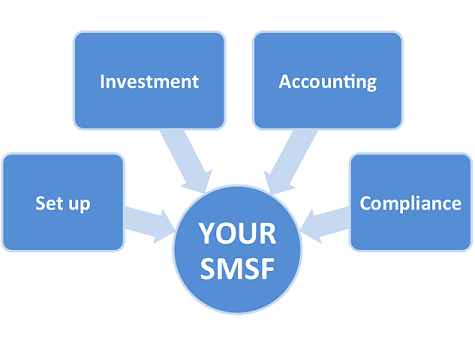 Investment
Accounting
Set up
Compliance
YOUR
SMSF